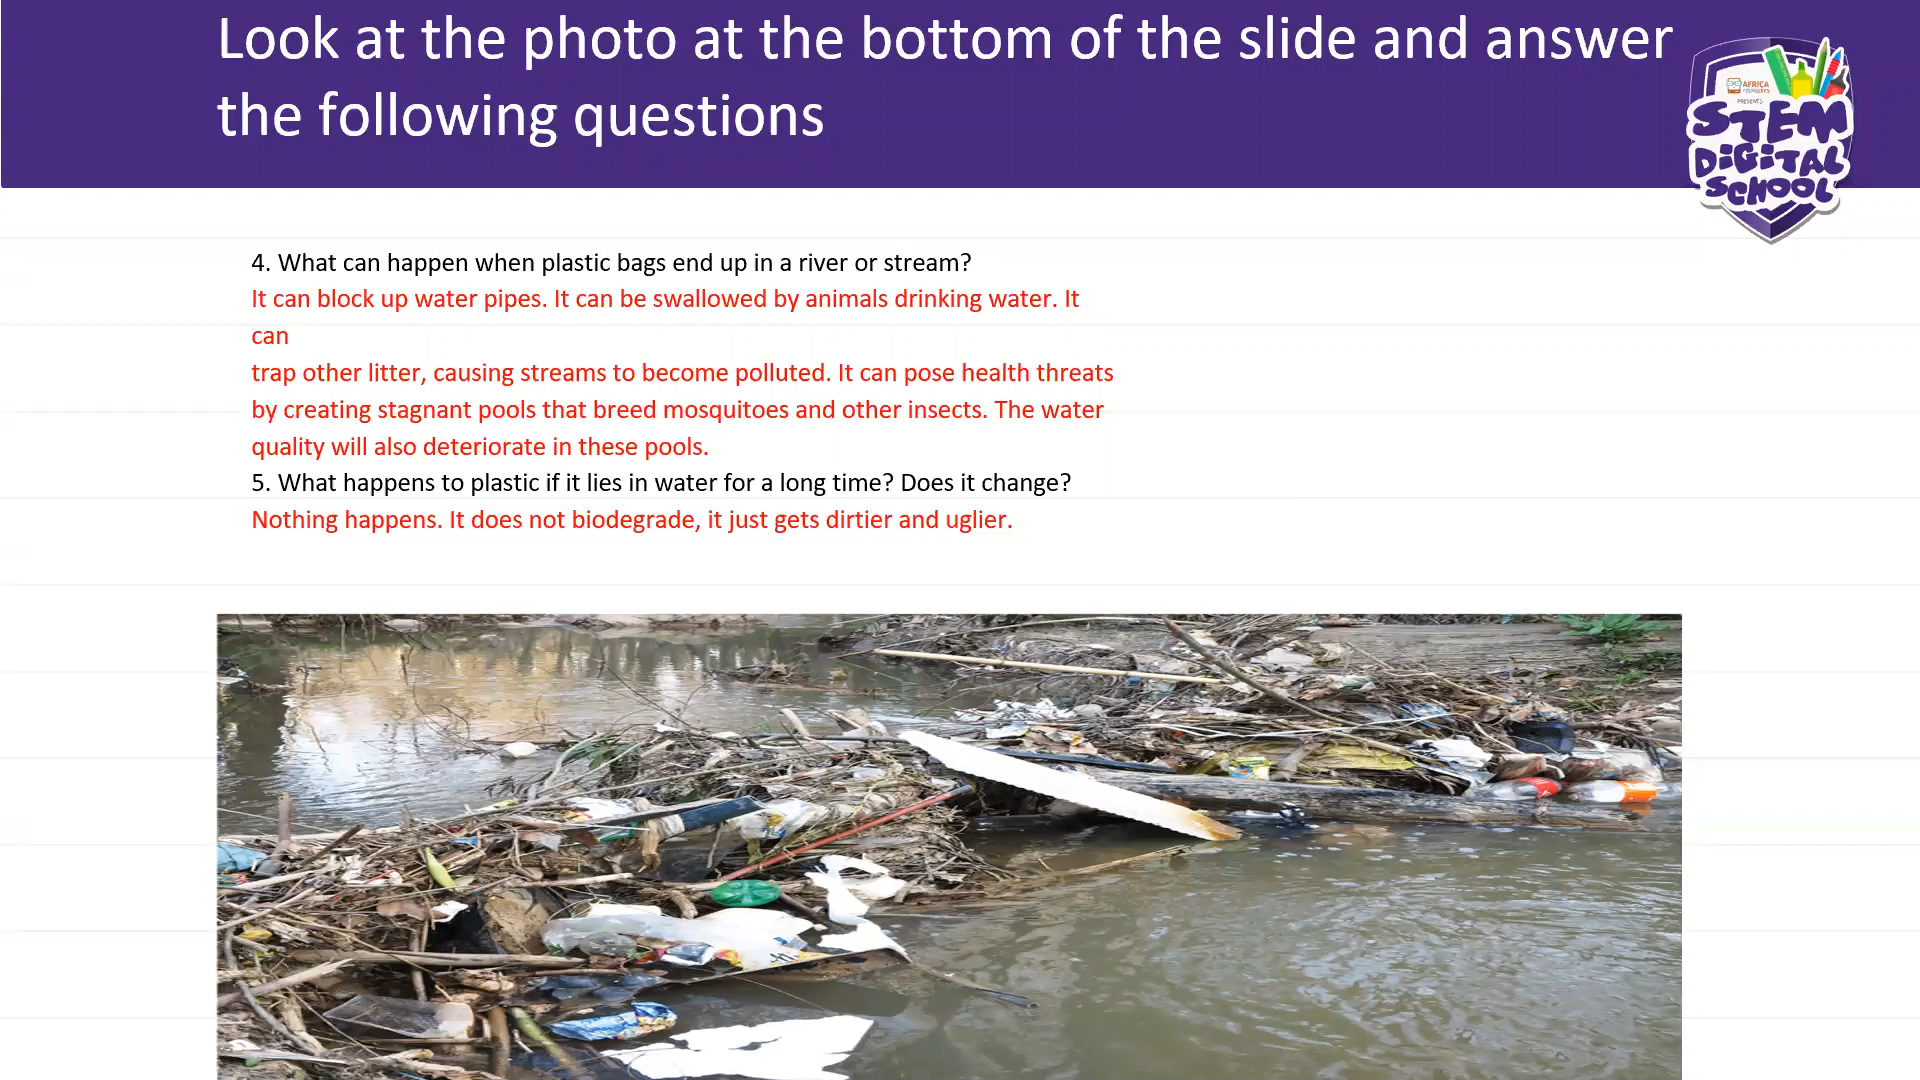 Look at the photo at the bottom of the slide and answer
the following questions
AFRICA
PRESENTS
STEM
DIGITAL
SCHOOL
4. What can happen when plastic bags end up in a river or stream?
It can block up water pipes. It can be swallowed by animals drinking water. It
can
trap other litter, causing streams to become polluted. It can pose health threats
by creating stagnant pools that breed mosquitoes and other insects. The water
quality will also deteriorate in these pools.
5. What happens to plastic if it lies in water for a long time? Does it change?
Nothing happens. It does not biodegrade, it just gets dirtier and uglier.